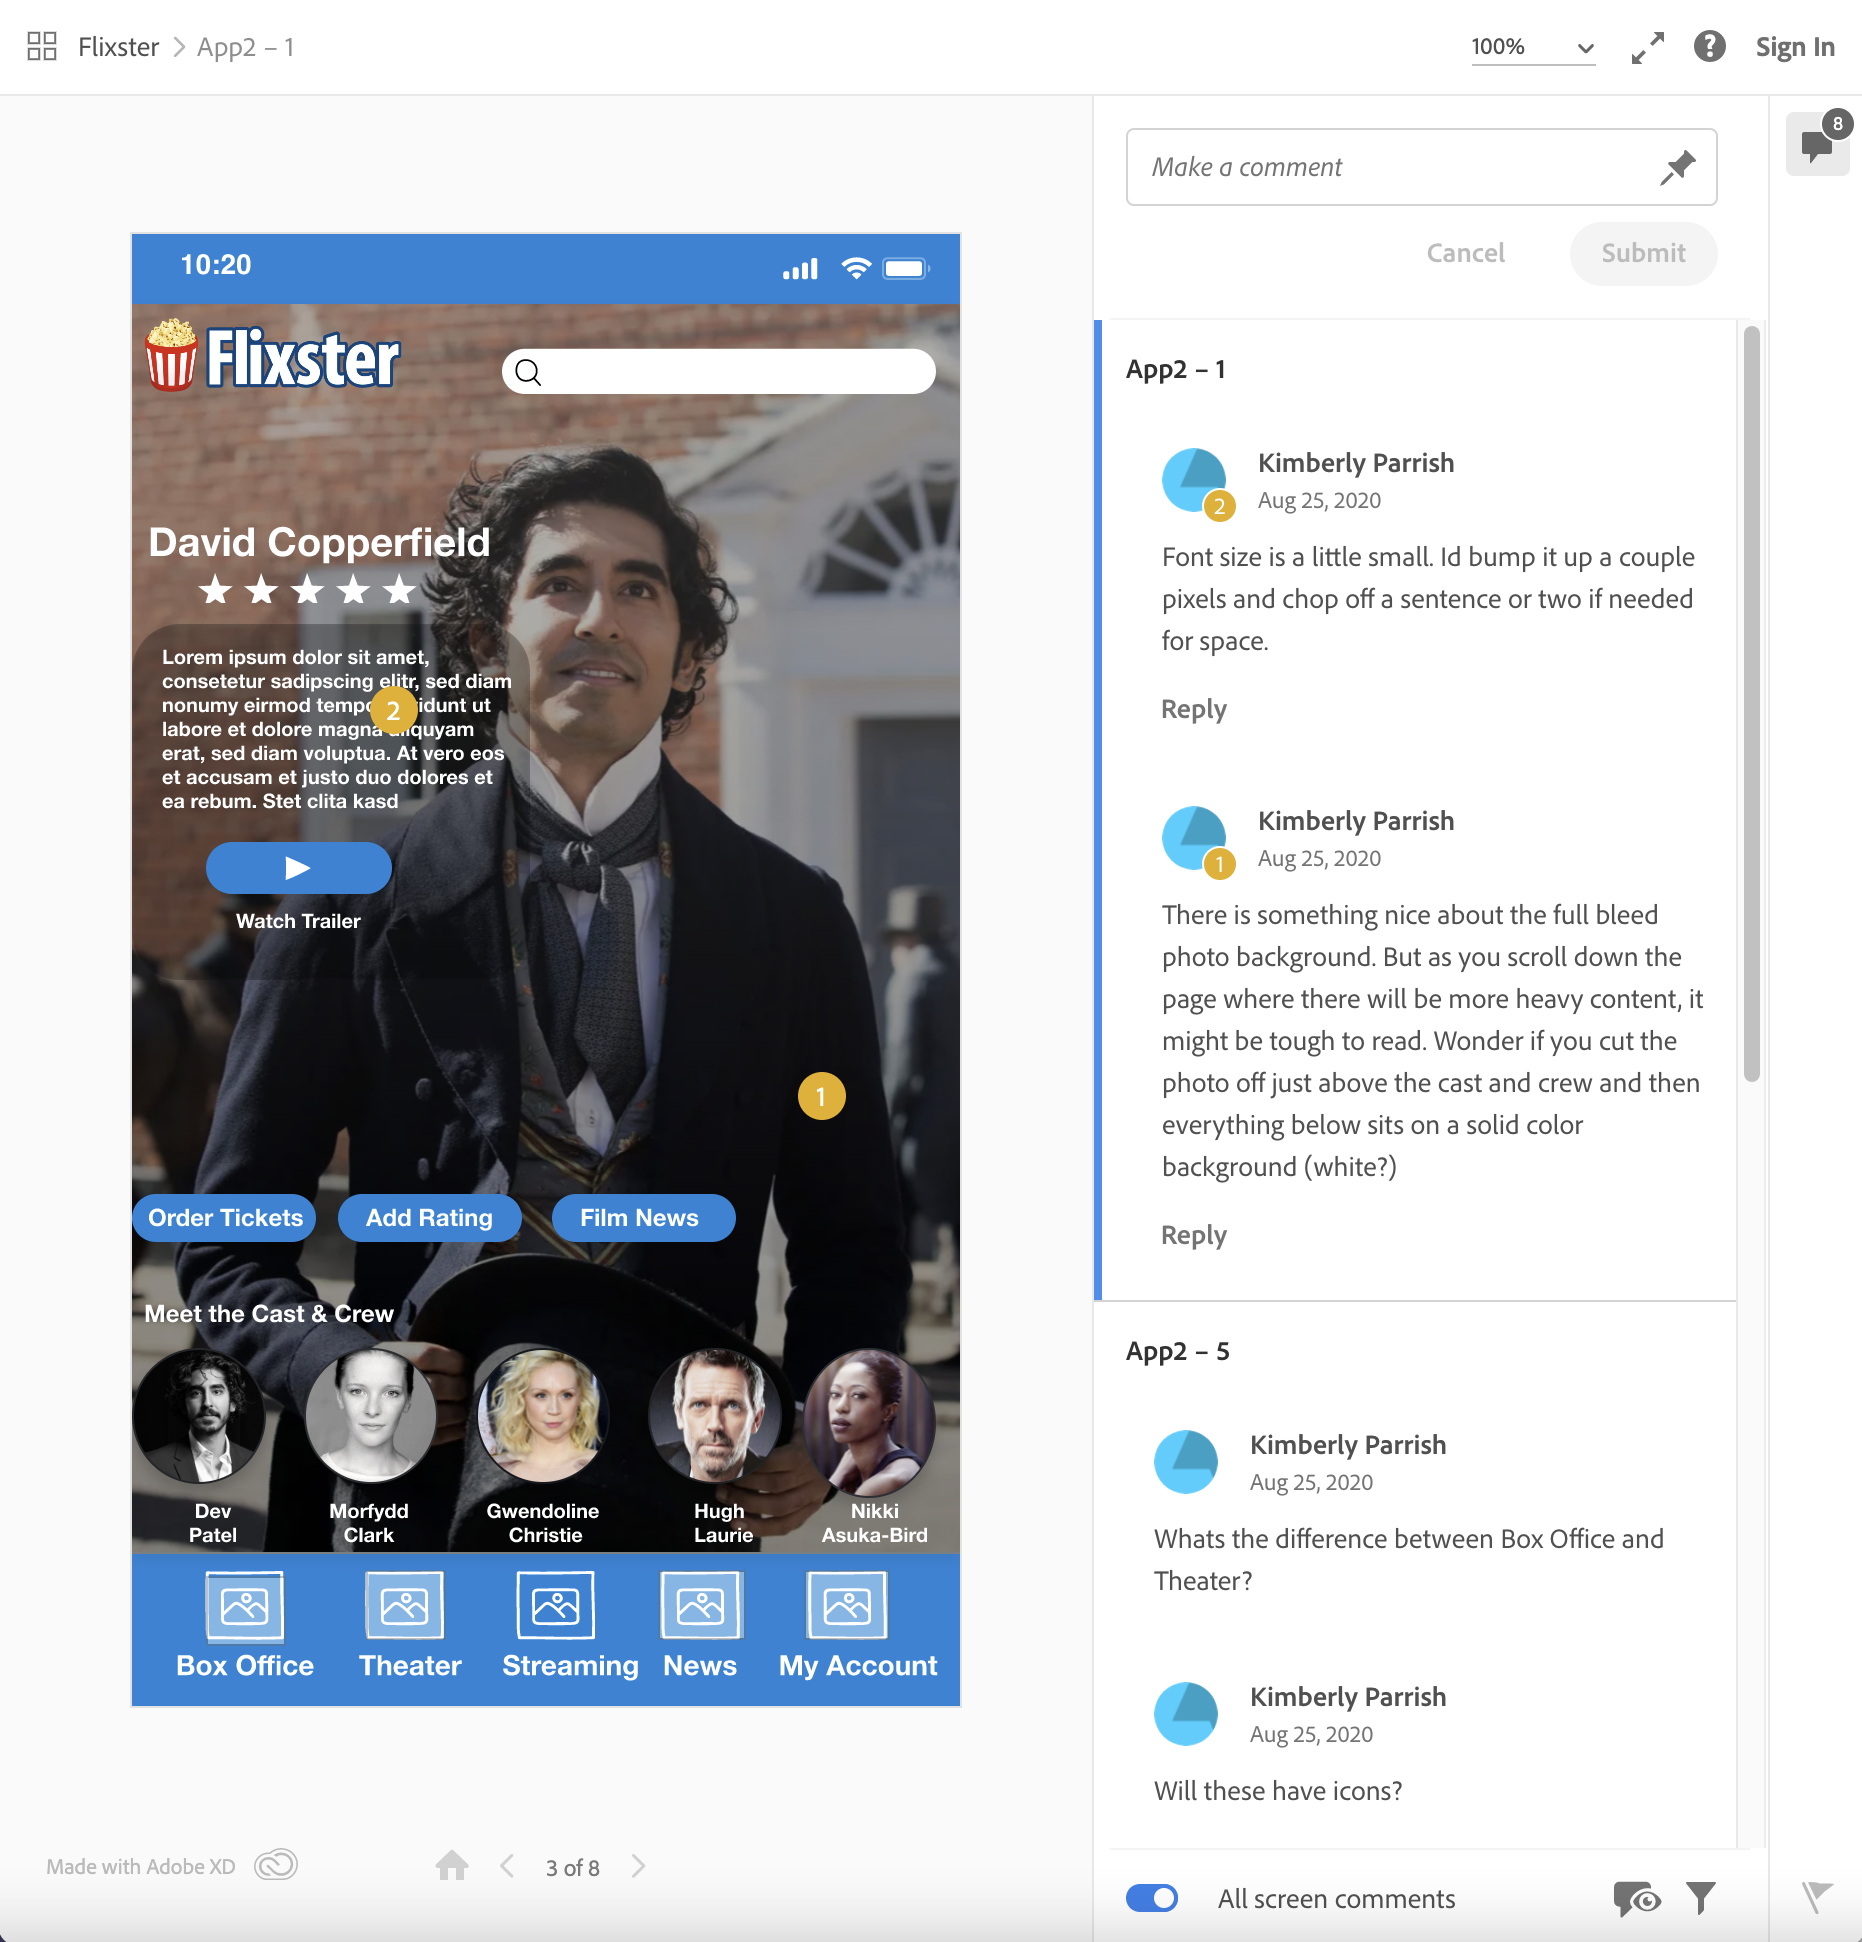 Flixster
App2 – 1
100%
Sign In
8
Make a comment
Cancel
Submit
10:20
Flixster
David Copperfield
Lorem ipsum dolor sit amet,
consetetur sadipscing elitr, sed diam
nonumy eirmod tempo idunt ut
labore et dolore magna aliquyam
erat, sed diam voluptua. At vero eos
et accusam et justo duo dolores et
ea rebum. Stet clita kasd
2
Watch Trailer
1
Order Tickets
Add Rating
Film News
Meet the Cast & Crew
Dev
Patel
Morfydd
Clark
Gwendoline
Christie
Hugh
Laurie
Nikki
Asuka-Bird
Box Office
Theater
Streaming
News
My Account
Made with Adobe XD
3 of 8
App2 – 1
Kimberly Parrish
2
Aug 25, 2020
Font size is a little small. Id bump it up a couple
pixels and chop off a sentence or two if needed
for space.
Reply
Kimberly Parrish
1
Aug 25, 2020
There is something nice about the full bleed
photo background. But as you scroll down the
page where there will be more heavy content, it
might be tough to read. Wonder if you cut the
photo off just above the cast and crew and then
everything below sits on a solid color
background (white?)
Reply
App2 – 5
Kimberly Parrish
Aug 25, 2020
Whats the difference between Box Office and
Theater?
Kimberly Parrish
Aug 25, 2020
Will these have icons?
All screen comments